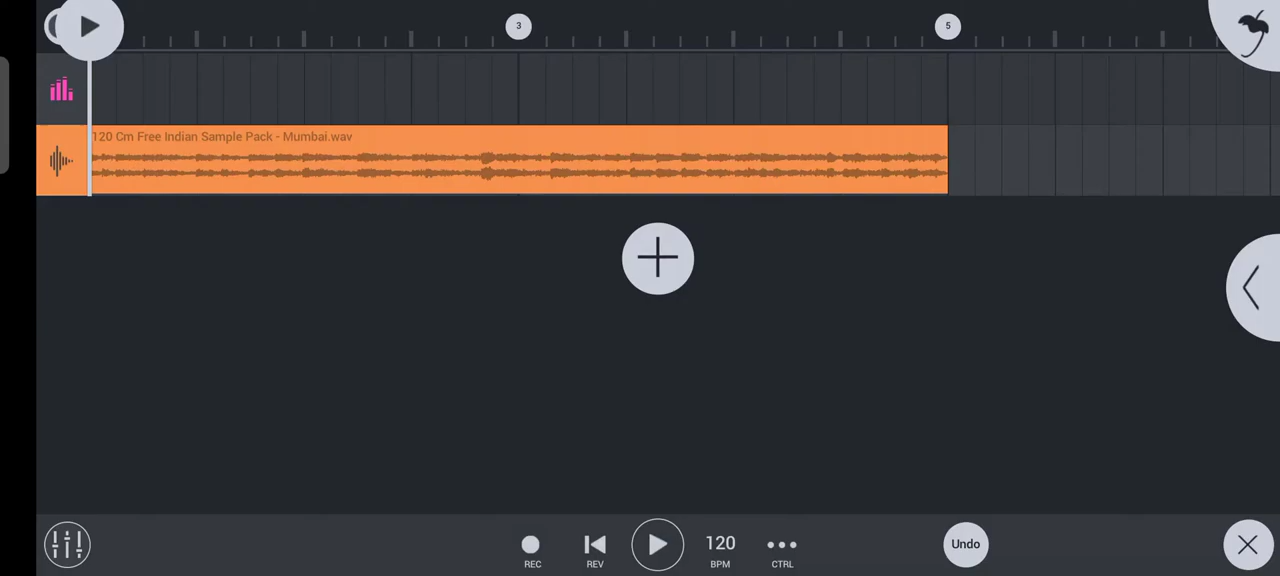 3
5
120 Cm Free Indian Sample Pack - Mumbai.wav
120
Undo
REC
REV
BPM
CTRL